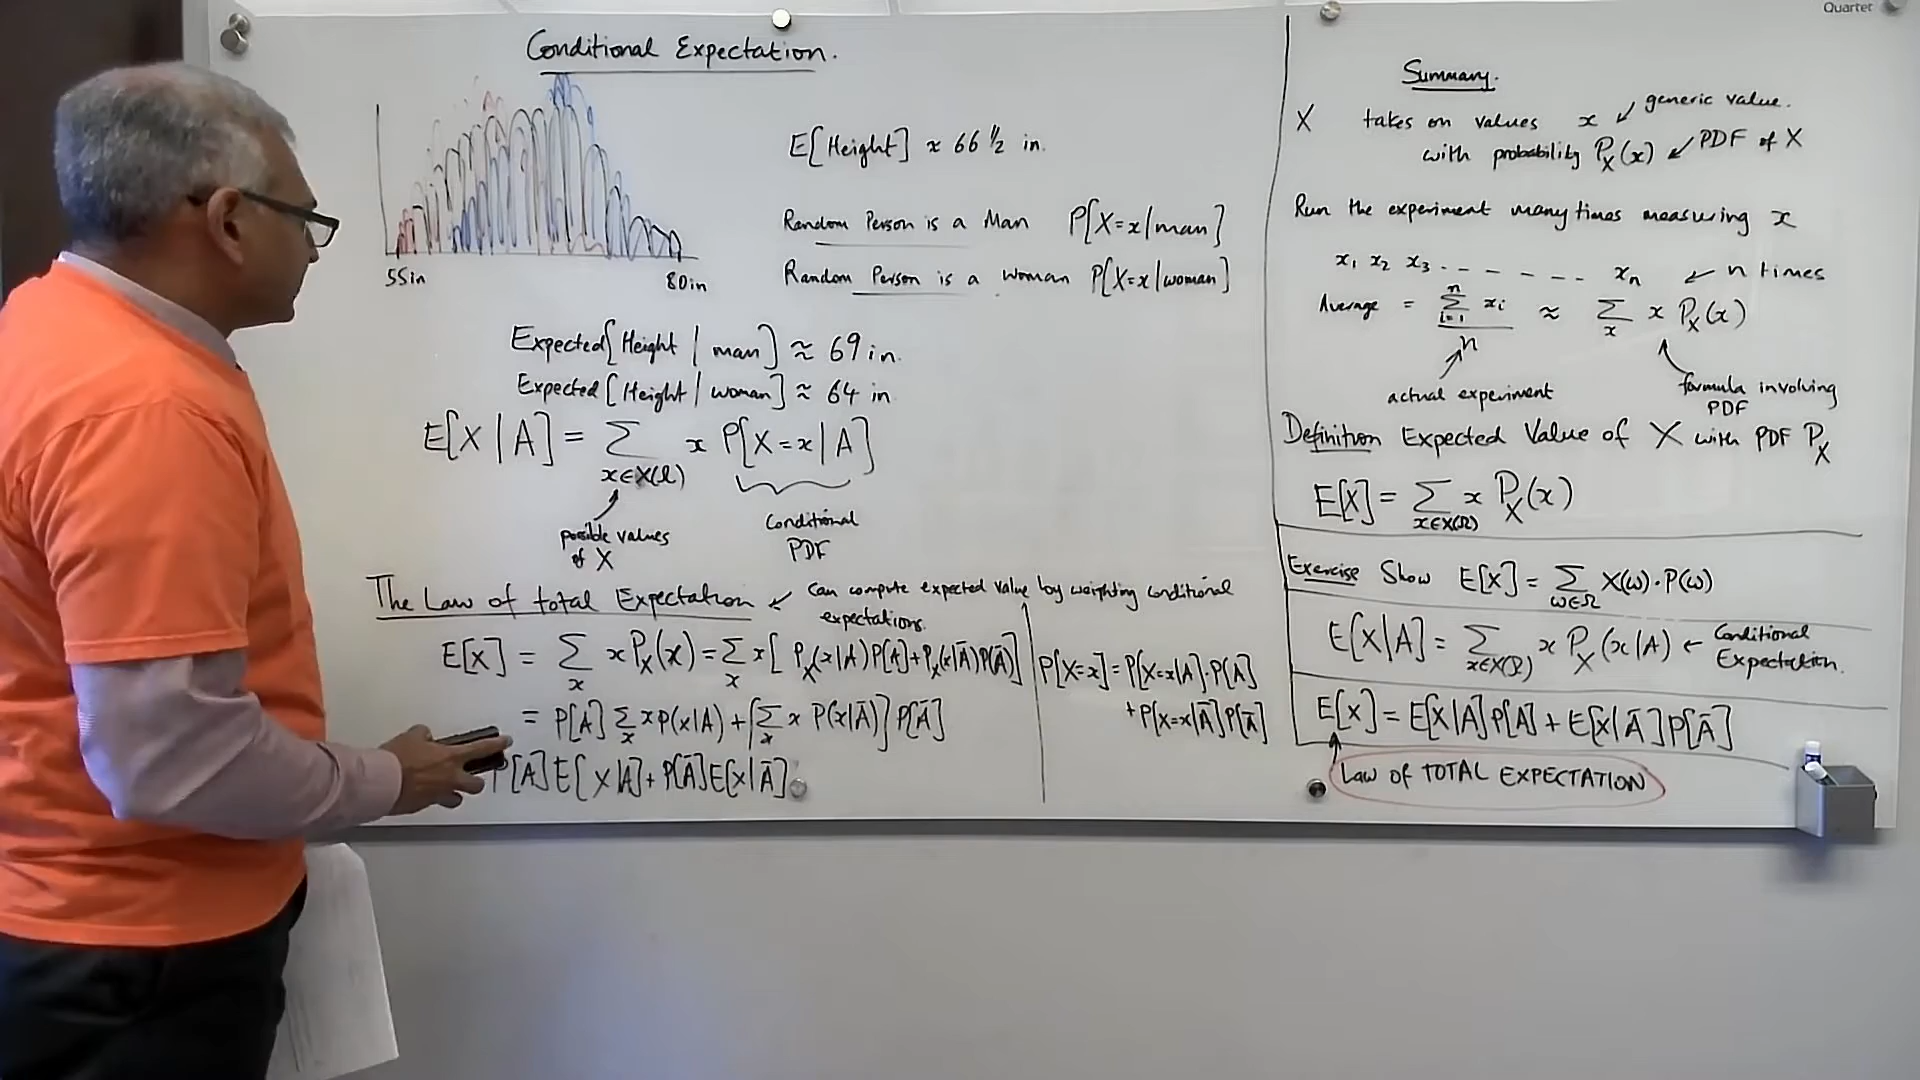 Quartet
Conditional Expectation.
55in
80in
E[Height] ≈ 66 ½ in.
Random Person is a Man P[X=x|man]
Random Person is a woman P[X=x|woman]
Expected[Height | man] ≈ 69 in.
Expected [Height | woman] ≈ 64 in
E[X | A] = ∑ x P[X=x|A]
x∈X(Ω)
possible values
of X
Conditional
PDF
The Law of total Expectation ↙ Can compute expected value by weighting conditional
expectations.
E[X] = ∑ x P_X(x) = ∑ x [ P_X(x|A)P[A]+P_X(x|Ā)P(Ā)]
x x
= P[A] ∑ x P(x|A) + [∑ x P(x|Ā)] P[Ā]
x x
P[A] E[X|A] + P[Ā] E[X|Ā]
P[X=x] = P[X=x|A]·P[A]
+ P[X=x|Ā]P[Ā]
Summary.
X takes on values x ↙ generic value.
with probability P_X(x) ↙ PDF of X
Run the experiment many times measuring x
x₁ x₂ x₃ . - - - - - - xₙ ← n times
Average = ∑ xᵢ ≈ ∑ x P_X(x)
n
i=1
x
n
actual experiment
formula involving
PDF
Definition Expected Value of X with PDF P_X
E[X] = ∑ x P_X(x)
x∈X(Ω)
Exercise Show E[X] = ∑ X(ω)·P(ω)
ω∈Ω
E[X|A] = ∑ x P_X(x|A) ← Conditional
Expectation.
x∈X(Ω)
E[X] = E[X|A]P[A] + E[X|Ā]P[Ā]
LAW OF TOTAL EXPECTATION